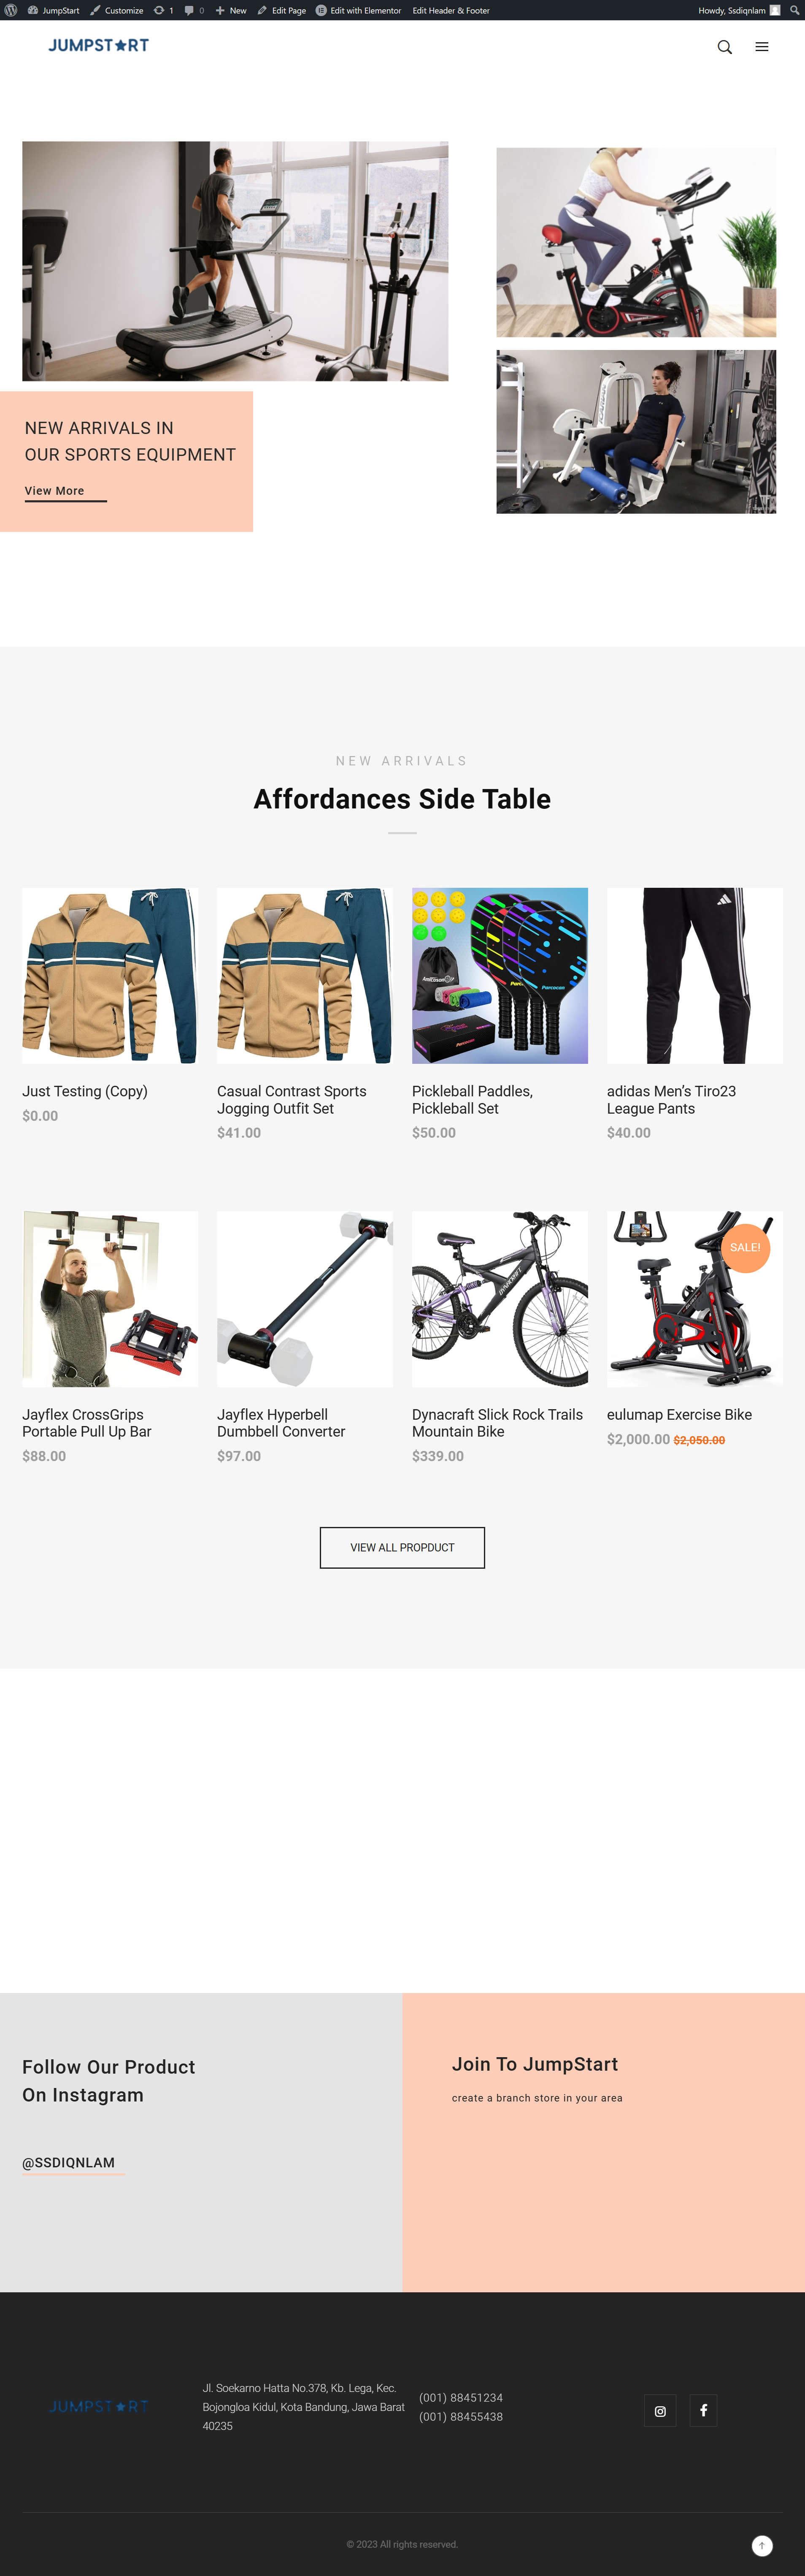 JumpStart Customize 1 0 New Edit Page Edit with Elementor Edit Header & Footer Howdy, Ssdiqnlam
JUMPST★RT
NEW ARRIVALS IN
OUR SPORTS EQUIPMENT
View More
NEW ARRIVALS
Affordances Side Table
Just Testing (Copy)
$0.00
Casual Contrast Sports
Jogging Outfit Set
$41.00
Pickleball Paddles,
Pickleball Set
$50.00
adidas Men’s Tiro23
League Pants
$40.00
SALE!
Jayflex CrossGrips
Portable Pull Up Bar
$88.00
Jayflex Hyperbell
Dumbbell Converter
$97.00
Dynacraft Slick Rock Trails
Mountain Bike
$339.00
eulumap Exercise Bike
$2,000.00 $2,050.00
VIEW ALL PROPDUCT
Follow Our Product
On Instagram
@SSDIQNLAM
Join To JumpStart
create a branch store in your area
JUMPST★RT
Jl. Soekarno Hatta No.378, Kb. Lega, Kec.
Bojongloa Kidul, Kota Bandung, Jawa Barat
40235
(001) 88451234
(001) 88455438
© 2023 All rights reserved.